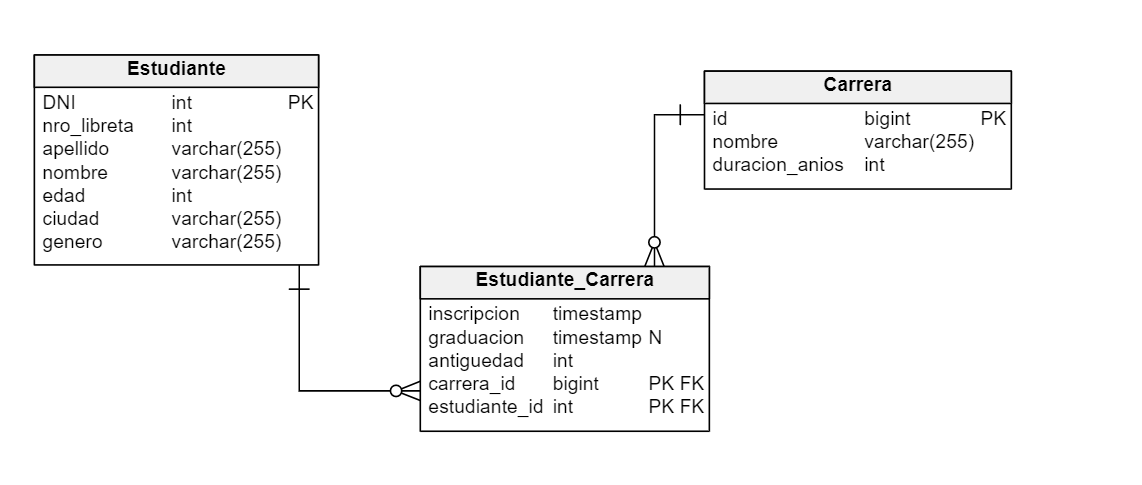 Estudiante
DNI int PK
nro_libreta int
apellido varchar(255)
nombre varchar(255)
edad int
ciudad varchar(255)
genero varchar(255)
Carrera
id bigint PK
nombre varchar(255)
duracion_anios int
Estudiante_Carrera
inscripcion timestamp
graduacion timestamp N
antiguedad int
carrera_id bigint PK FK
estudiante_id int PK FK